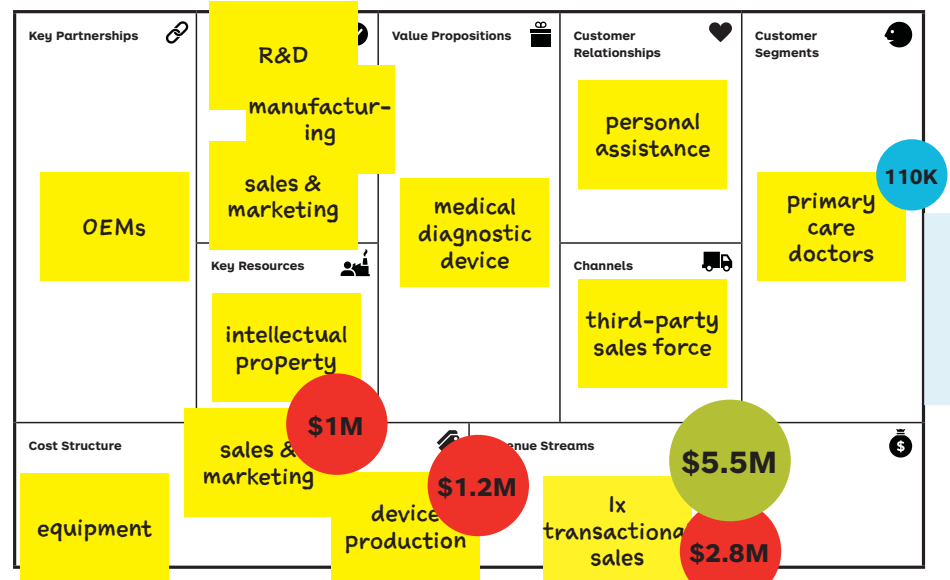 Key Partnerships
OEMs
R&D
manufactur-
ing
sales &
marketing
Key Resources
intellectual
property
Value Propositions
medical
diagnostic
device
Customer
Relationships
personal
assistance
Channels
third-party
sales force
Customer
Segments
110K
primary
care
doctors
Cost Structure
equipment
sales &
marketing
$1M
device
production
$1.2M
enue Streams
$
1x
transactiona
sales
$5.5M
$2.8M